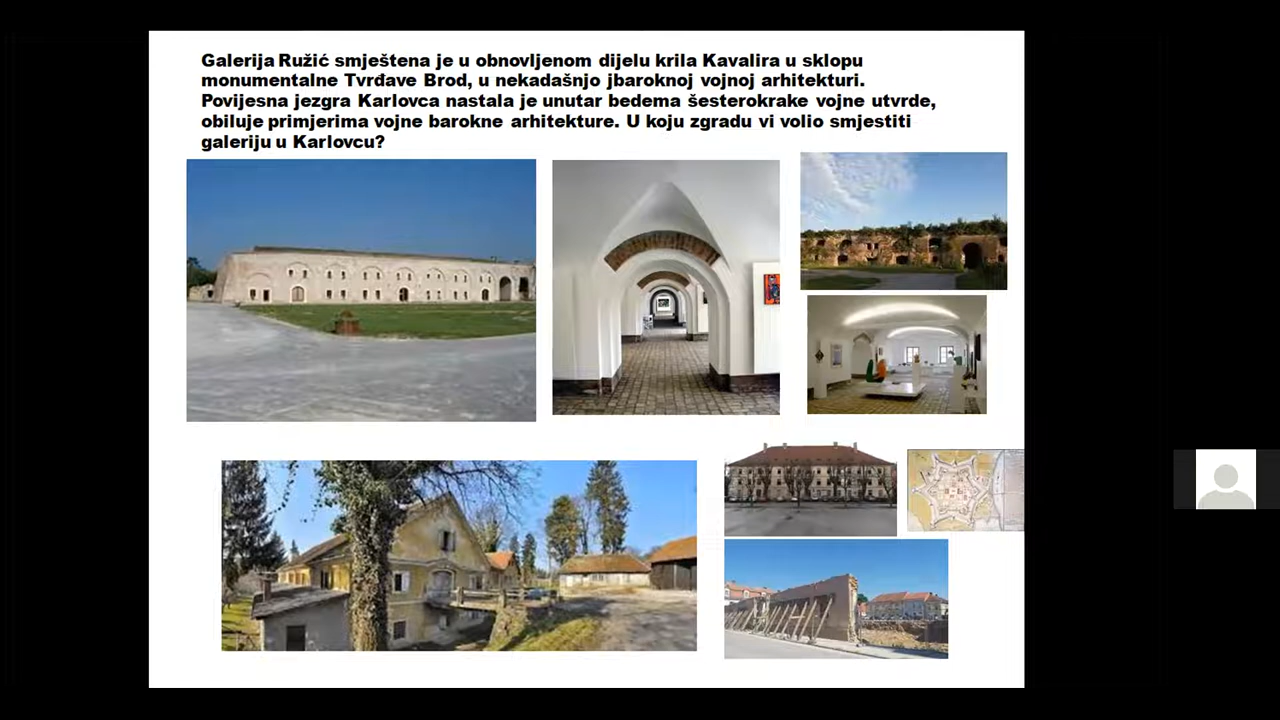 Galerija Ružić smještena je u obnovljenom dijelu krila Kavalira u sklopu
monumentalne Tvrđave Brod, u nekadašnjo jbaroknoj vojnoj arhitekturi.
Povijesna jezgra Karlovca nastala je unutar bedema šesterokrake vojne utvrde,
obiluje primjerima vojne barokne arhitekture. U koju zgradu vi volio smjestiti
galeriju u Karlovcu?